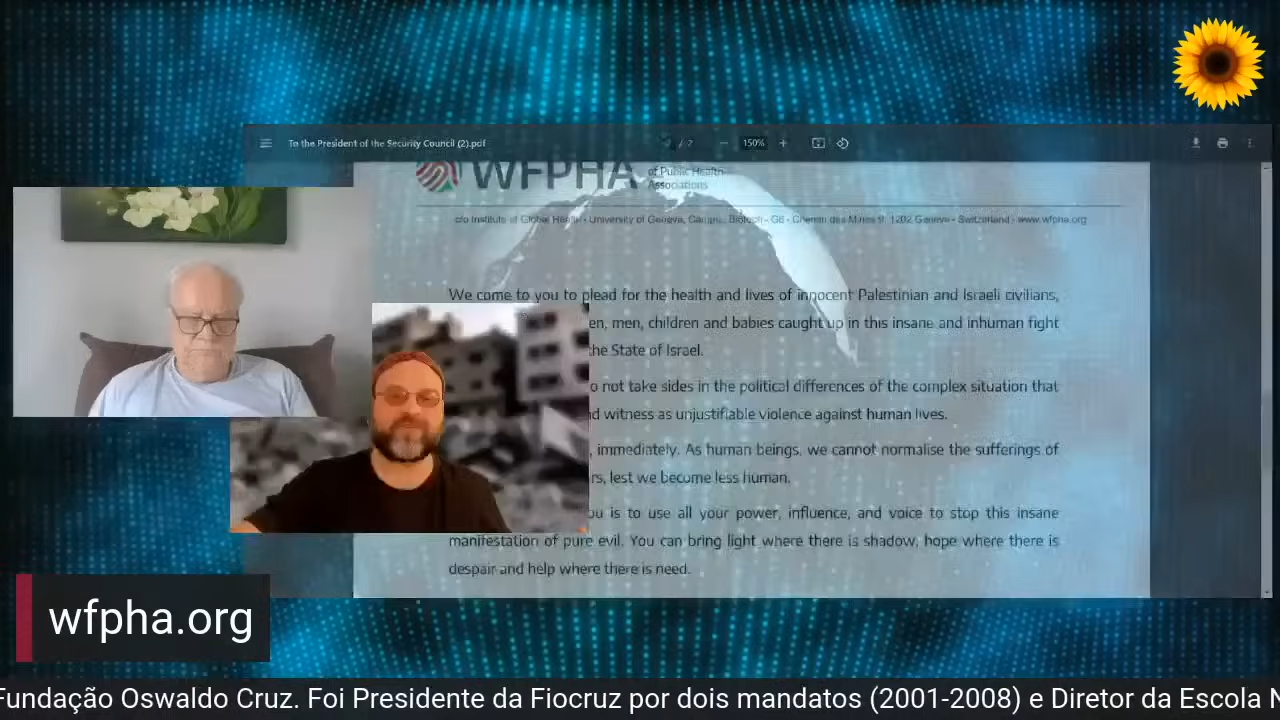 To the President of the Security Council (2).pdf
/ 2
150%
WFPHA
of Public Health
Associations
c/o Institute of Global Health - University of Geneva, Campus Biotech - G6 - Chemin des Mines 9, 1202 Geneva - Switzerland - www.wfpha.org
We come to you to plead for the health and lives of innocent Palestinian and Israeli civilians,
en, men, children and babies caught up in this insane and inhuman fight
the State of Israel.
o not take sides in the political differences of the complex situation that
d witness as unjustifiable violence against human lives.
, immediately. As human beings, we cannot normalise the sufferings of
rs, lest we become less human.
ou is to use all your power, influence, and voice to stop this insane
manifestation of pure evil. You can bring light where there is shadow, hope where there is
despair and help where there is need.
wfpha.org
Fundação Oswaldo Cruz. Foi Presidente da Fiocruz por dois mandatos (2001-2008) e Diretor da Escola N